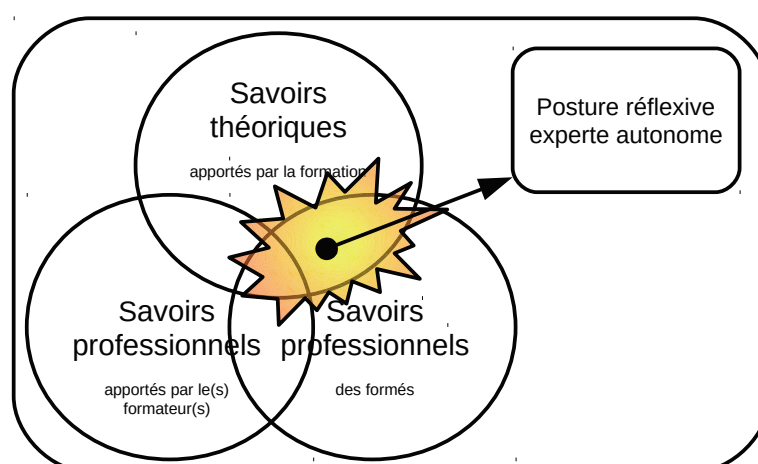 Savoirs
théoriques
apportés par la formation
Posture réflexive
experte autonome
Savoirs
professionnels
apportés par le(s)
formateur(s)
Savoirs
professionnels
des formés